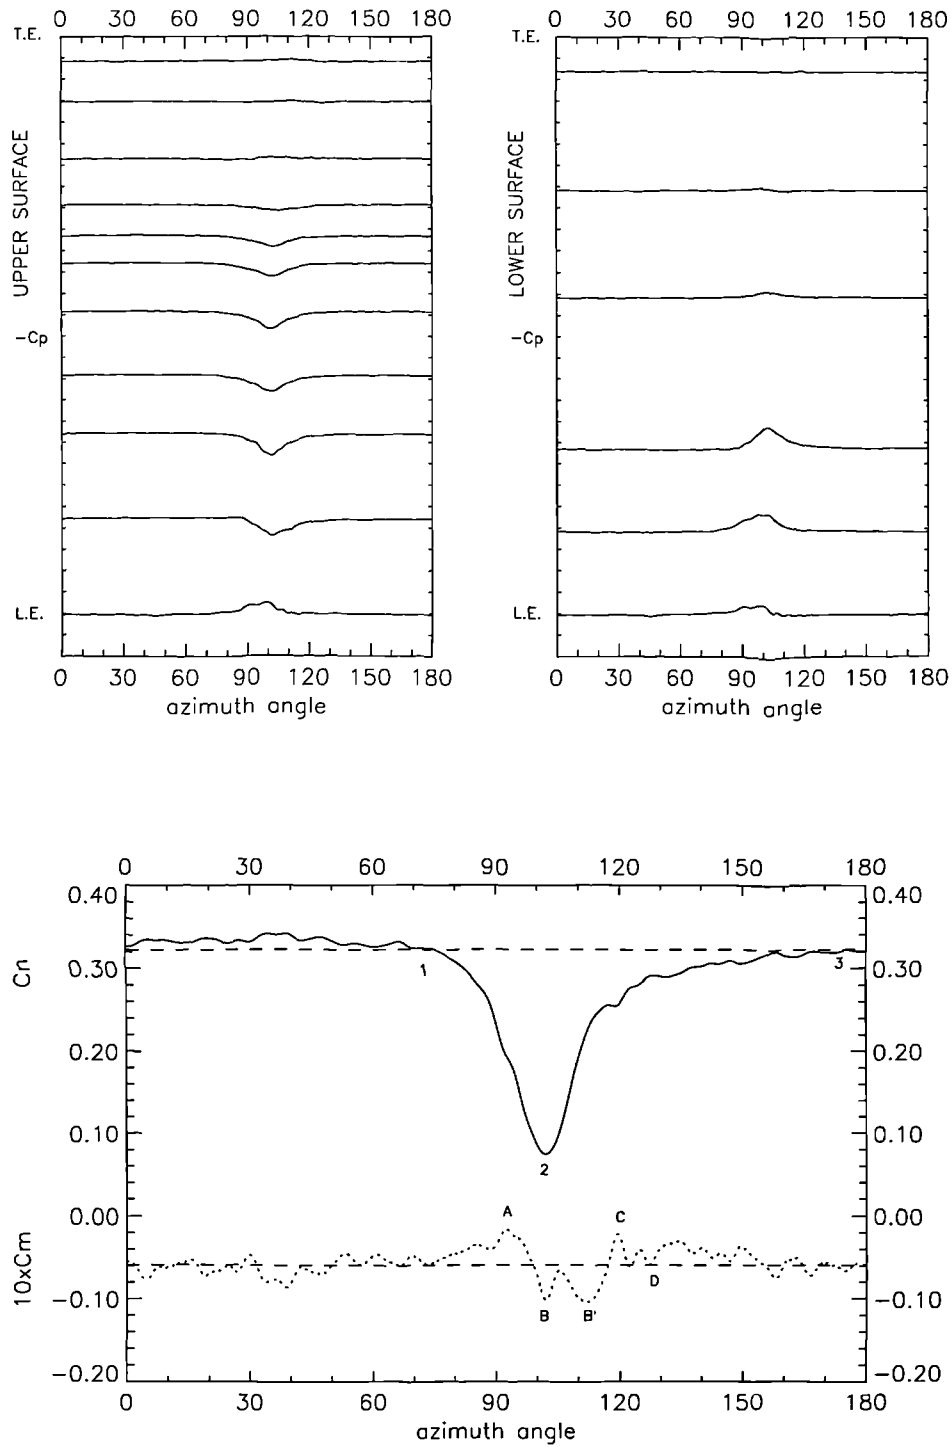 0 30 60 90 120 150 180
T.E.
UPPER SURFACE
-Cp
L.E.
0 30 60 90 120 150 180
azimuth angle
0 30 60 90 120 150 180
T.E.
LOWER SURFACE
-Cp
L.E.
0 30 60 90 120 150 180
azimuth angle
0 30 60 90 120 150 180
0.40 0.40
Cn
1 3
0.30 0.30
0.20 0.20
0.10 0.10
2
0.00 0.00
A C
10xCm
D
-0.10 -0.10
B B'
-0.20 -0.20
0 30 60 90 120 150 180
azimuth angle